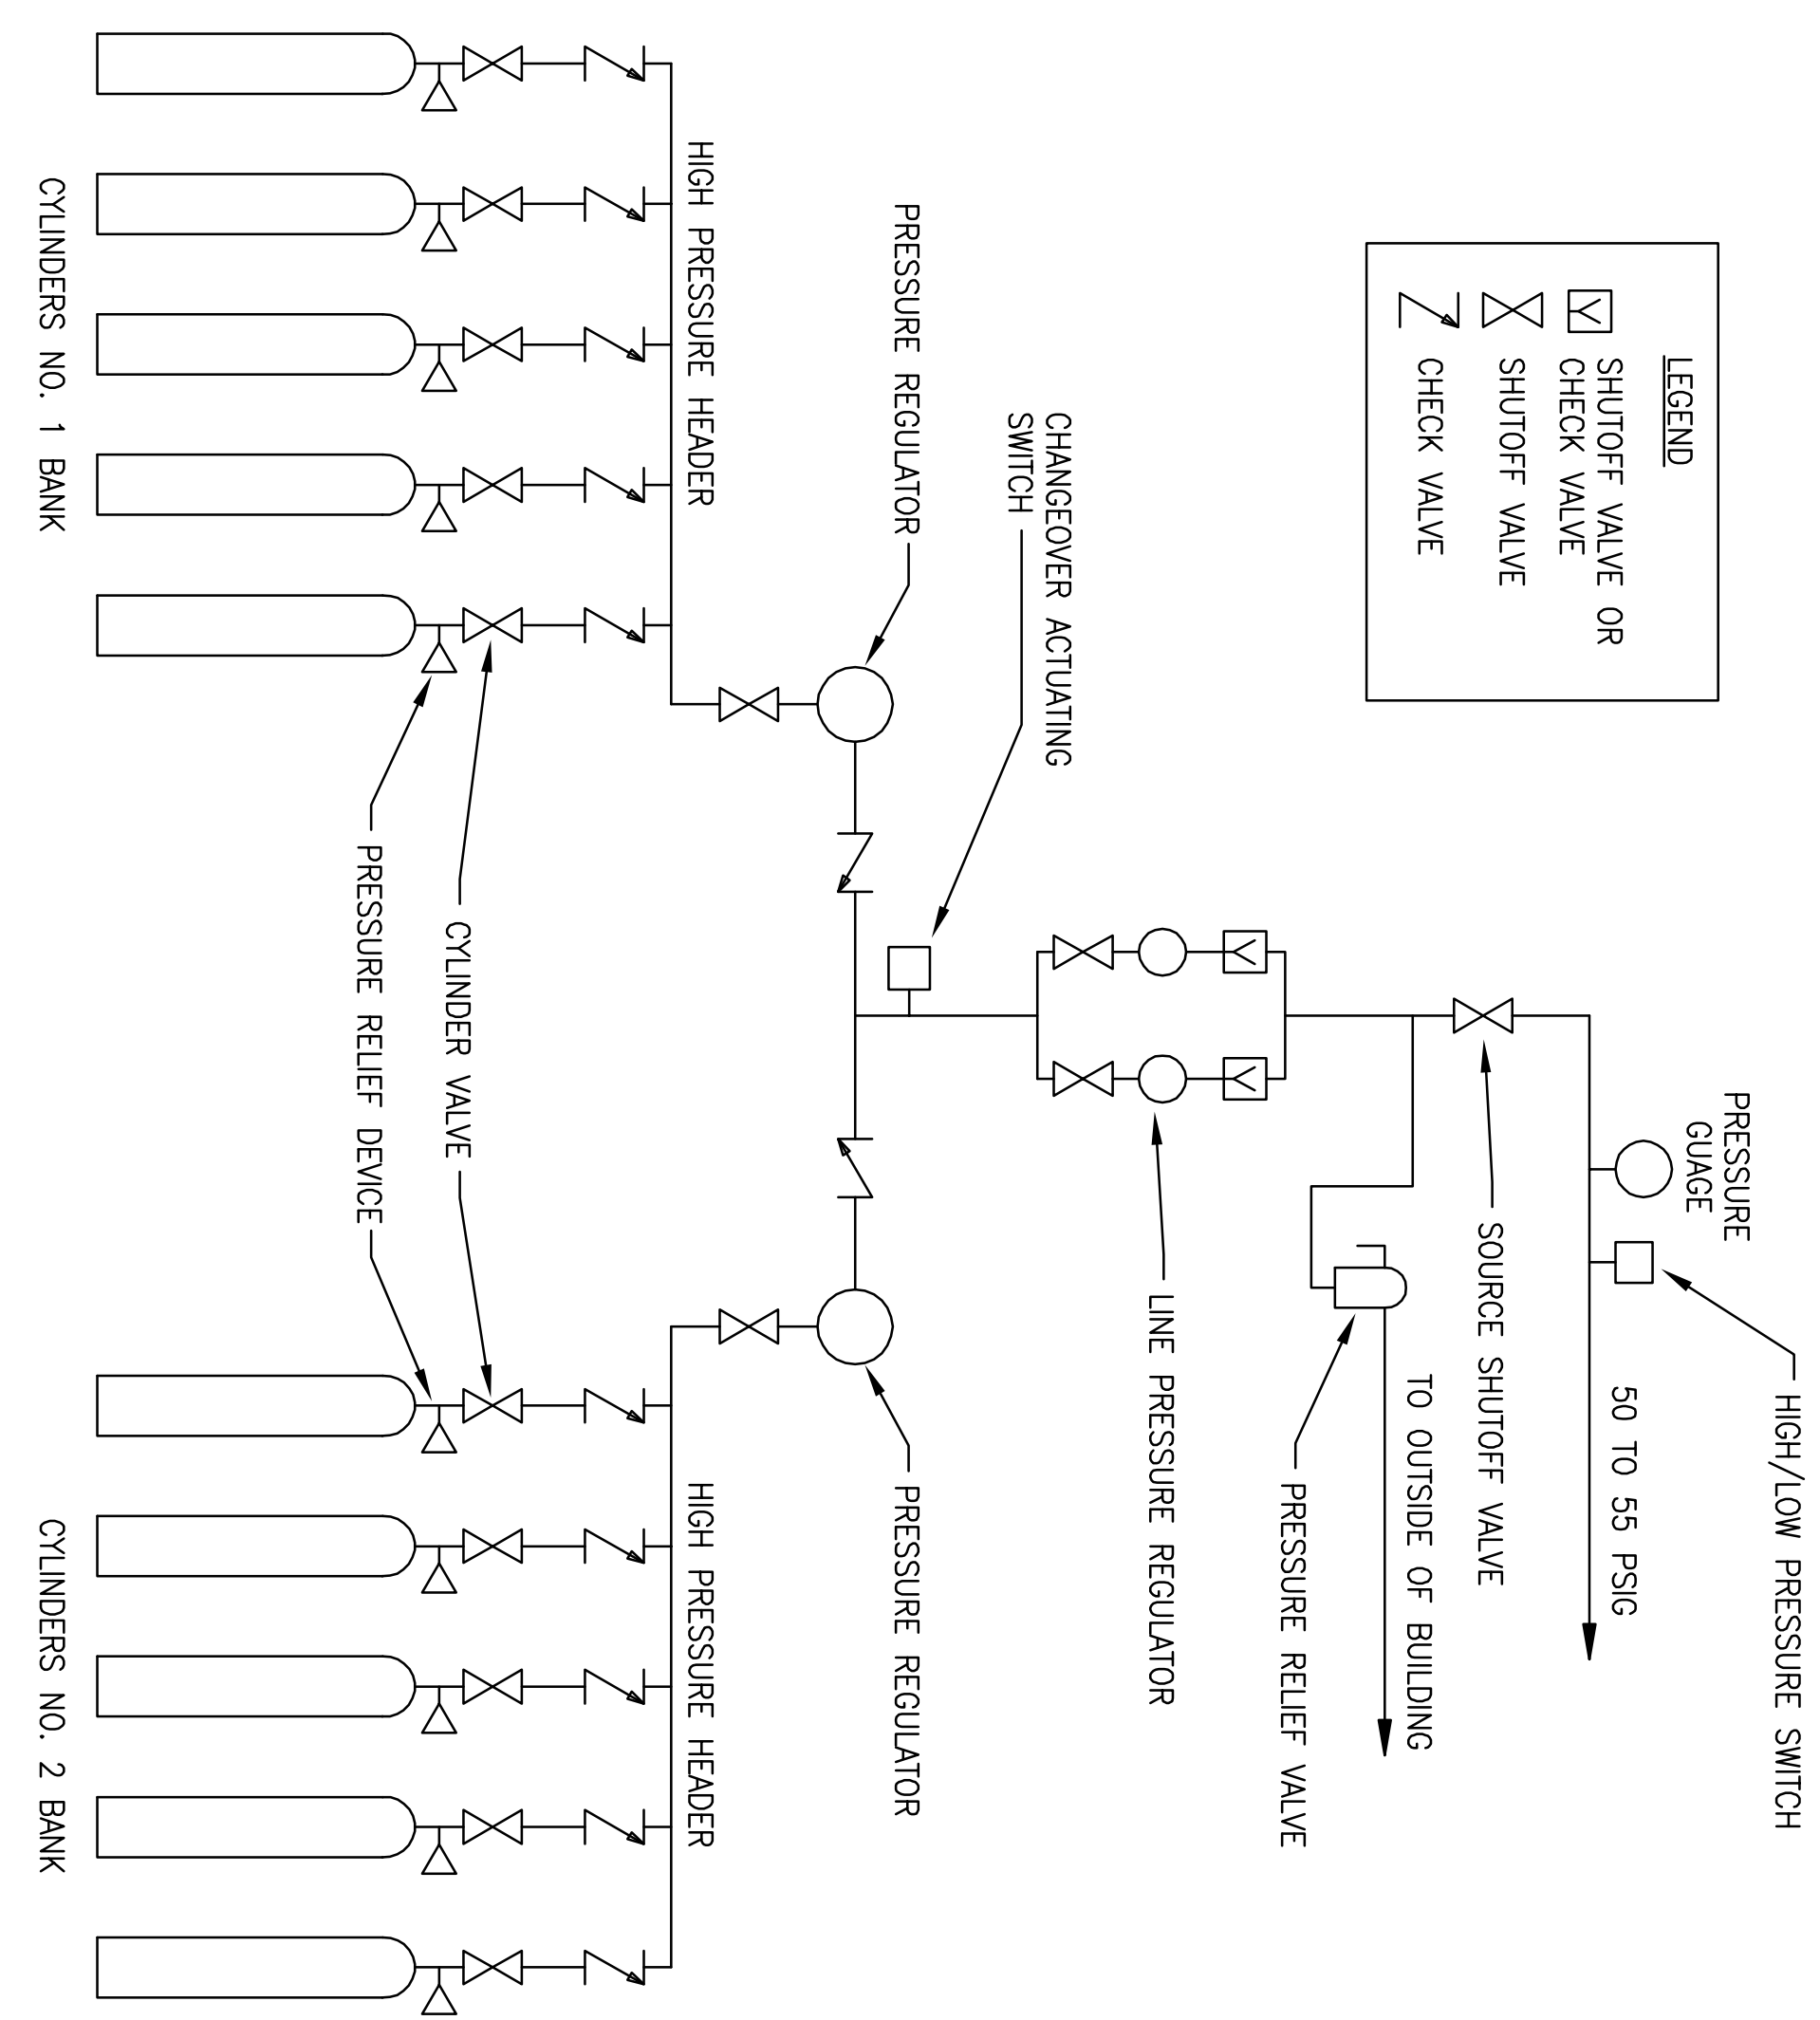 LEGEND
SHUTOFF VALVE OR
CHECK VALVE
SHUTOFF VALVE
CHECK VALVE
HIGH/LOW PRESSURE SWITCH
PRESSURE
GUAGE
50 TO 55 PSIG
SOURCE SHUTOFF VALVE
TO OUTSIDE OF BUILDING
PRESSURE RELIEF VALVE
LINE PRESSURE REGULATOR
CHANGEOVER ACTUATING
SWITCH
PRESSURE REGULATOR
PRESSURE REGULATOR
HIGH PRESSURE HEADER
HIGH PRESSURE HEADER
CYLINDER VALVE
PRESSURE RELIEF DEVICE
CYLINDERS NO. 1 BANK
CYLINDERS NO. 2 BANK